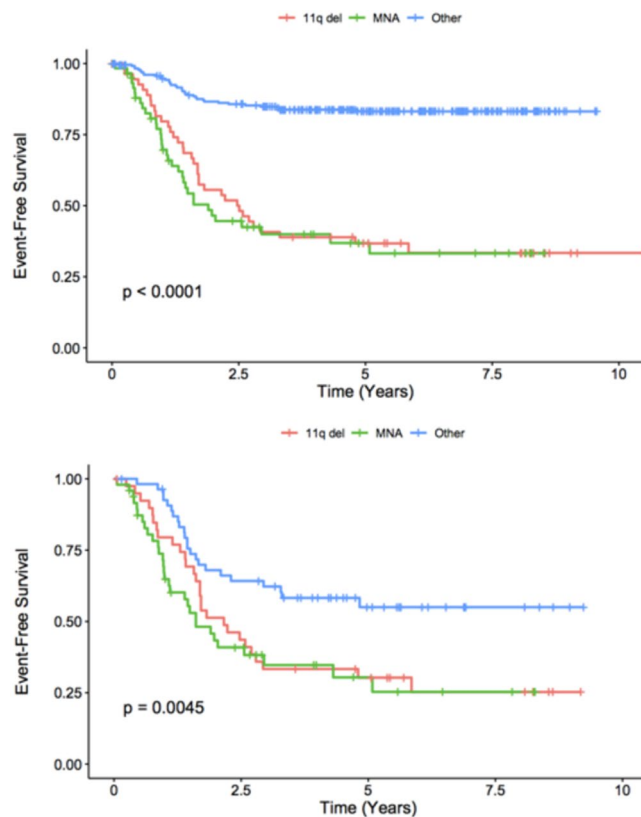 11q del MNA Other
1.00
0.75
0.50
0.25
0.00
Event-Free Survival
p < 0.0001
0 2.5 5 7.5 10
Time (Years)
11q del MNA Other
1.00
0.75
0.50
0.25
0.00
Event-Free Survival
p = 0.0045
0 2.5 5 7.5 10
Time (Years)